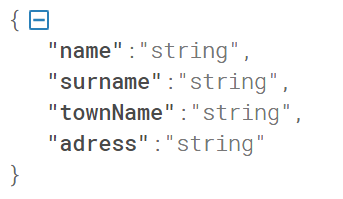 {
"name":"string",
"surname":"string",
"townName":"string",
"adress":"string"
}